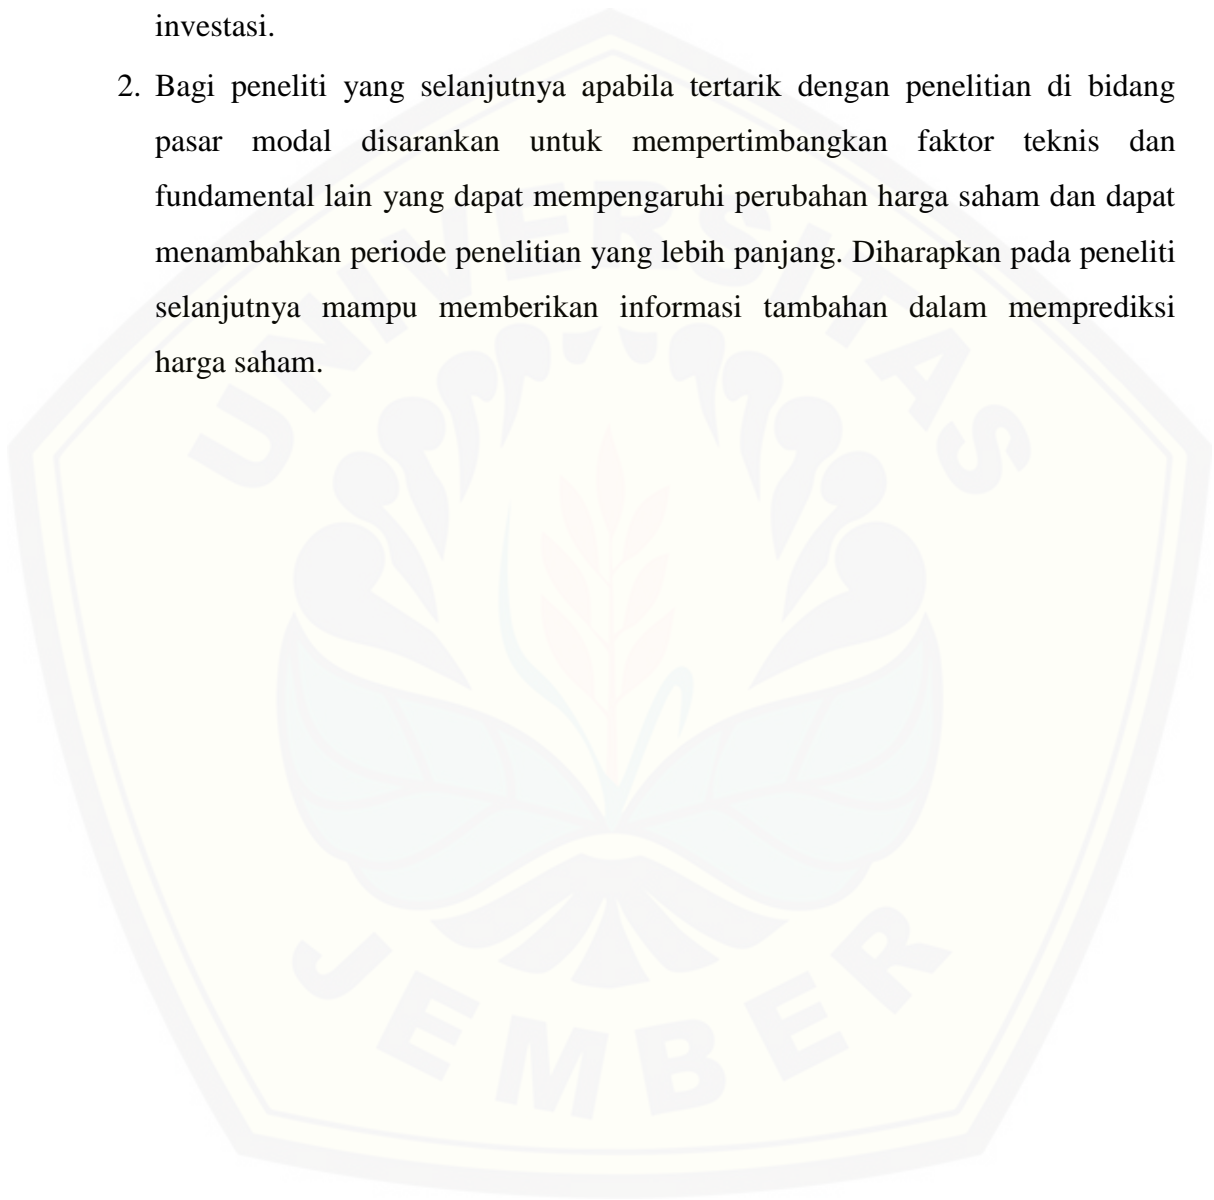 investasi.
2. Bagi peneliti yang selanjutnya apabila tertarik dengan penelitian di bidang
pasar modal disarankan untuk mempertimbangkan faktor teknis dan
fundamental lain yang dapat mempengaruhi perubahan harga saham dan dapat
menambahkan periode penelitian yang lebih panjang. Diharapkan pada peneliti
selanjutnya mampu memberikan informasi tambahan dalam memprediksi
harga saham.
UNIVERSITAS
JEMBER